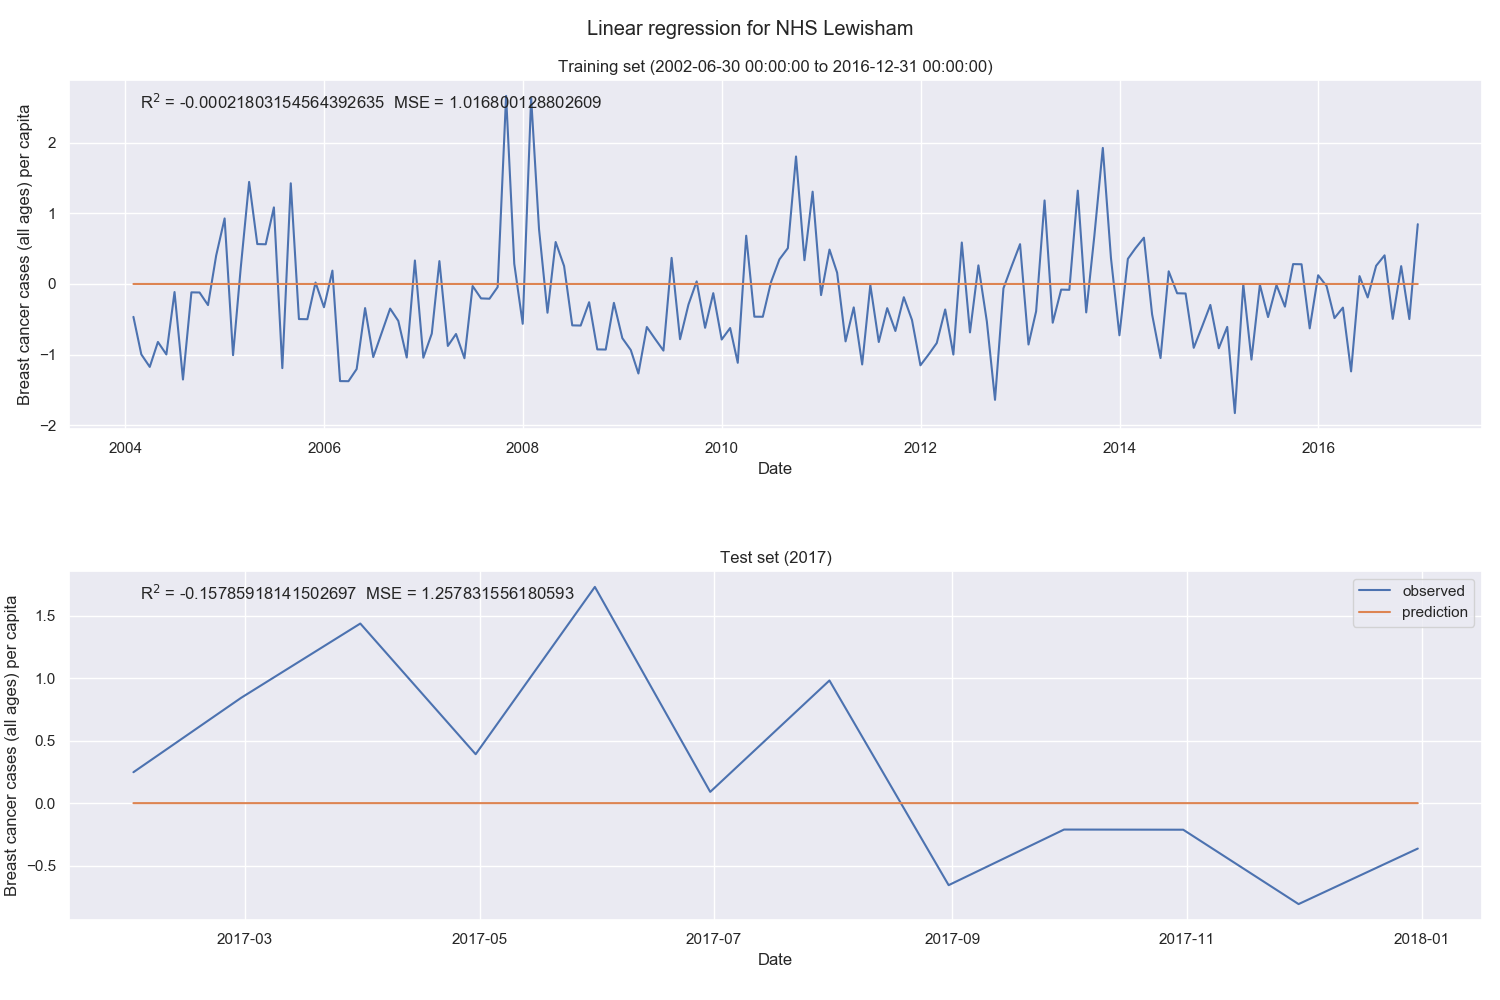 Linear regression for NHS Lewisham
Training set (2002-06-30 00:00:00 to 2016-12-31 00:00:00)
R² = -0.00021803154564392635 MSE = 1.016800128802609
Breast cancer cases (all ages) per capita
2
1
0
−1
−2
2004 2006 2008 2010 2012 2014 2016
Date
Test set (2017)
R² = -0.15785918141502697 MSE = 1.257831556180593
observed
prediction
Breast cancer cases (all ages) per capita
1.5
1.0
0.5
0.0
−0.5
2017-03 2017-05 2017-07 2017-09 2017-11 2018-01
Date